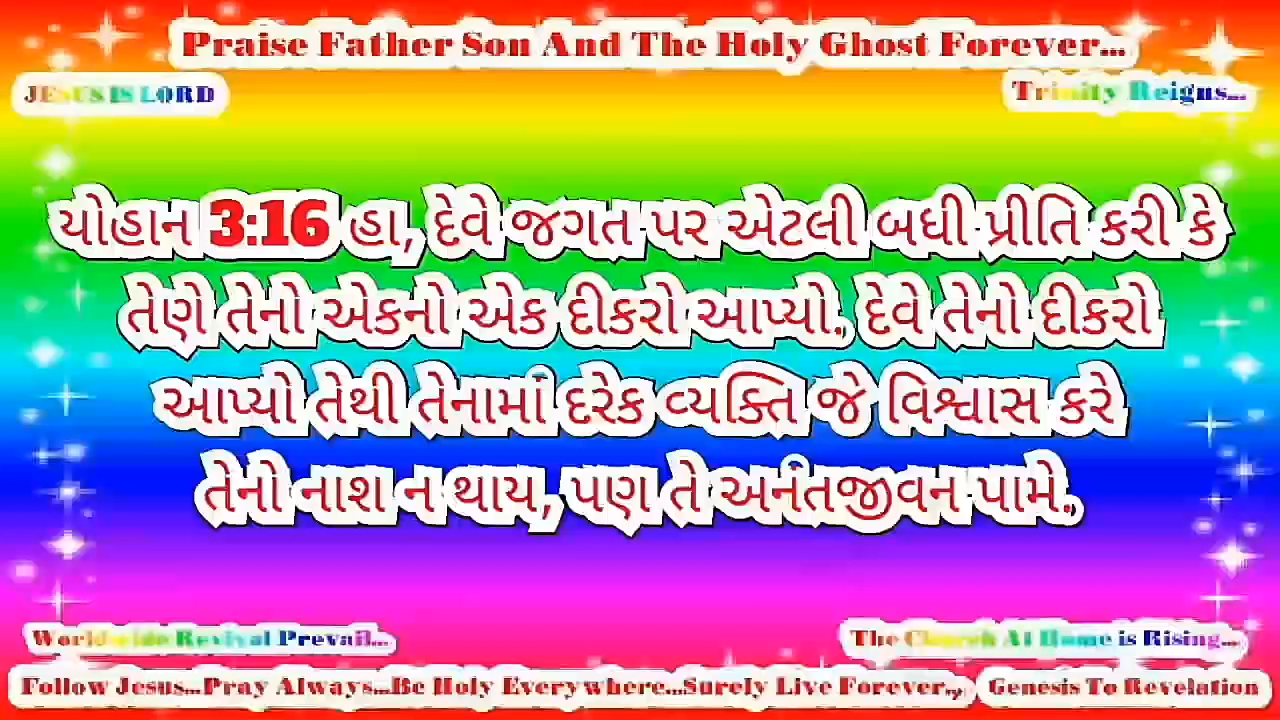 Praise Father Son And The Holy Ghost Forever...
JESUS IS LORD
Trinity Reigns...
યોહાન 3:16 હા, દેવે જગત પર એટલી બધી પ્રીતિ કરી કે
તેણે તેનો એકનો એક દીકરો આપ્યો. દેવે તેનો દીકરો
આપ્યો તેથી તેનામાં દરેક વ્યક્તિ જે વિશ્વાસ કરે
તેનો નાશ ન થાય, પણ તે અનંતજીવન પામે.
Worldwide Revival Prevail...
The Church At Home is Rising...
Follow Jesus...Pray Always...Be Holy Everywhere...Surely Live Forever.,
Genesis To Revelation